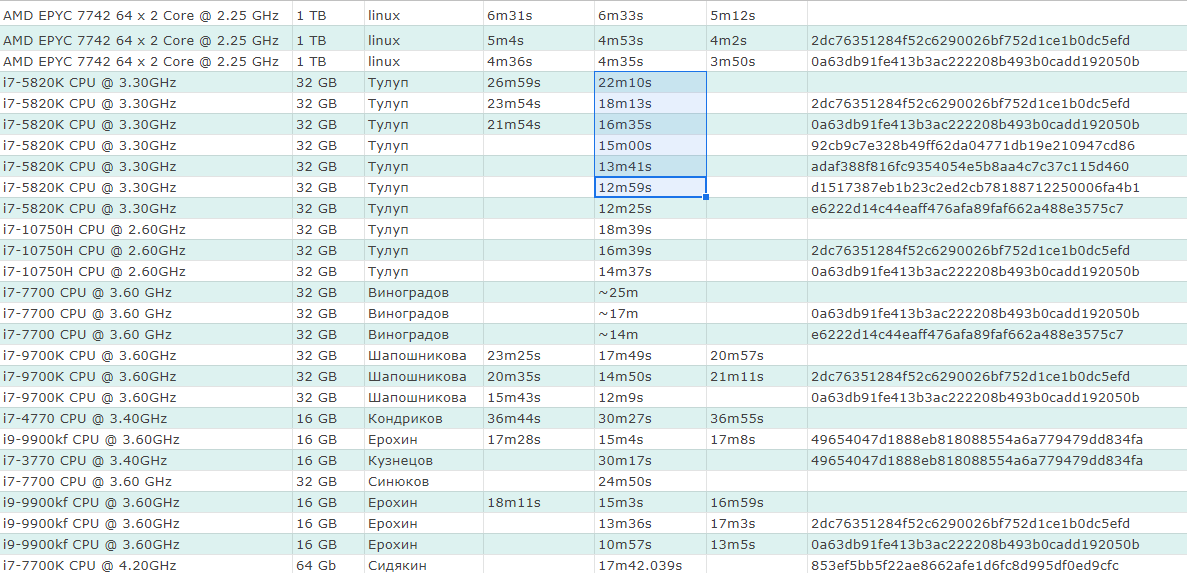 AMD EPYC 7742 64 x 2 Core @ 2.25 GHz 1 TB linux 6m31s 6m33s 5m12s
AMD EPYC 7742 64 x 2 Core @ 2.25 GHz 1 TB linux 5m4s 4m53s 4m2s 2dc76351284f52c6290026bf752d1ce1b0dc5efd
AMD EPYC 7742 64 x 2 Core @ 2.25 GHz 1 TB linux 4m36s 4m35s 3m50s 0a63db91fe413b3ac222208b493b0cadd192050b
i7-5820K CPU @ 3.30GHz 32 GB Тулуп 26m59s 22m10s
i7-5820K CPU @ 3.30GHz 32 GB Тулуп 23m54s 18m13s 2dc76351284f52c6290026bf752d1ce1b0dc5efd
i7-5820K CPU @ 3.30GHz 32 GB Тулуп 21m54s 16m35s 0a63db91fe413b3ac222208b493b0cadd192050b
i7-5820K CPU @ 3.30GHz 32 GB Тулуп 15m00s 92cb9c7e328b49ff62da04771db19e210947cd86
i7-5820K CPU @ 3.30GHz 32 GB Тулуп 13m41s adaf388f816fc9354054e5b8aa4c7c37c115d460
i7-5820K CPU @ 3.30GHz 32 GB Тулуп 12m59s d1517387eb1b23c2ed2cb78188712250006fa4b1
i7-5820K CPU @ 3.30GHz 32 GB Тулуп 12m25s e6222d14c44eaff476afa89faf662a488e3575c7
i7-10750H CPU @ 2.60GHz 32 GB Тулуп 18m39s
i7-10750H CPU @ 2.60GHz 32 GB Тулуп 16m39s 2dc76351284f52c6290026bf752d1ce1b0dc5efd
i7-10750H CPU @ 2.60GHz 32 GB Тулуп 14m37s 0a63db91fe413b3ac222208b493b0cadd192050b
i7-7700 CPU @ 3.60 GHz 32 GB Виноградов ~25m
i7-7700 CPU @ 3.60 GHz 32 GB Виноградов ~17m 0a63db91fe413b3ac222208b493b0cadd192050b
i7-7700 CPU @ 3.60 GHz 32 GB Виноградов ~14m e6222d14c44eaff476afa89faf662a488e3575c7
i7-9700K CPU @ 3.60GHz 32 GB Шапошникова 23m25s 17m49s 20m57s
i7-9700K CPU @ 3.60GHz 32 GB Шапошникова 20m35s 14m50s 21m11s 2dc76351284f52c6290026bf752d1ce1b0dc5efd
i7-9700K CPU @ 3.60GHz 32 GB Шапошникова 15m43s 12m9s 0a63db91fe413b3ac222208b493b0cadd192050b
i7-4770 CPU @ 3.40GHz 16 GB Кондриков 36m44s 30m27s 36m55s
i9-9900kf CPU @ 3.60GHz 16 GB Ерохин 17m28s 15m4s 17m8s 49654047d1888eb818088554a6a779479dd834fa
i7-3770 CPU @ 3.40GHz 16 GB Кузнецов 30m17s 49654047d1888eb818088554a6a779479dd834fa
i7-7700 CPU @ 3.60 GHz 32 GB Синюков 24m50s
i9-9900kf CPU @ 3.60GHz 16 GB Ерохин 18m11s 15m3s 16m59s
i9-9900kf CPU @ 3.60GHz 16 GB Ерохин 13m36s 17m3s 2dc76351284f52c6290026bf752d1ce1b0dc5efd
i9-9900kf CPU @ 3.60GHz 16 GB Ерохин 10m57s 13m5s 0a63db91fe413b3ac222208b493b0cadd192050b
i7-7700K CPU @ 4.20GHz 64 Gb Сидякин 17m42.039s 853ef5bb5f22ae8662afe1d6fc8d995df0ed9cfc